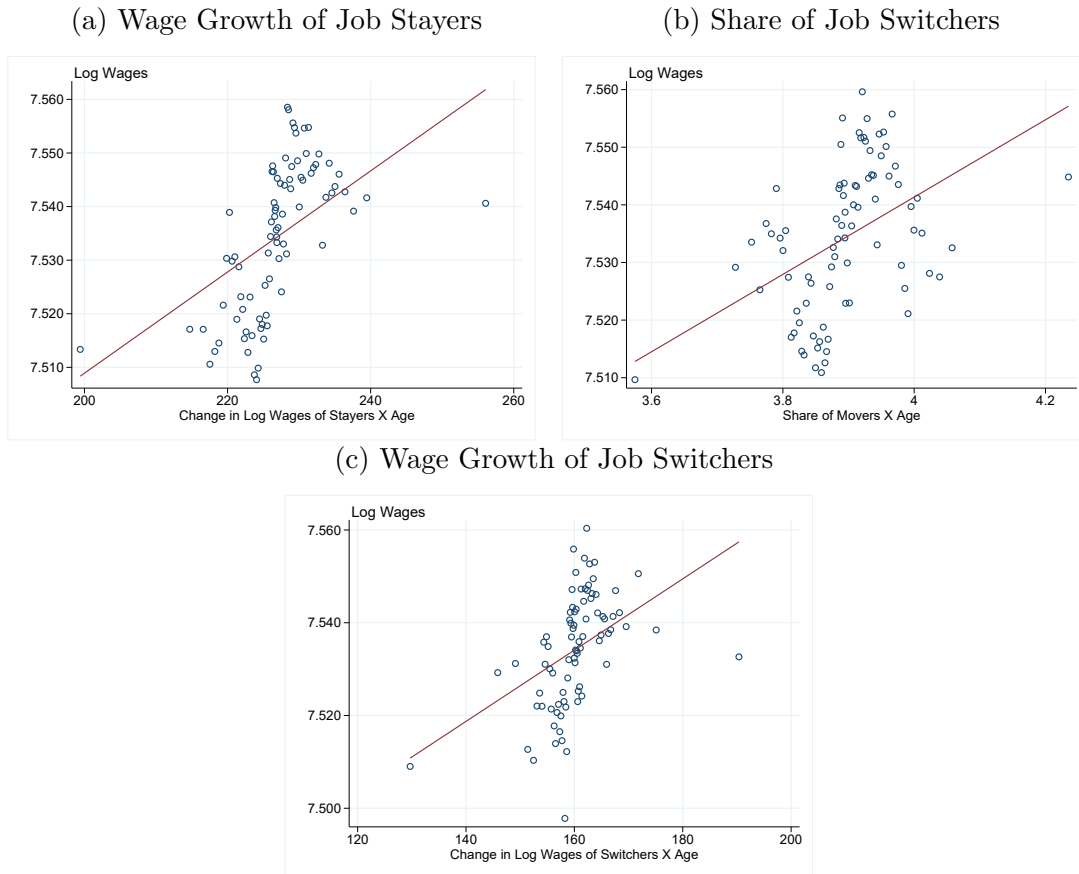 (a) Wage Growth of Job Stayers
Log Wages
7.560
7.550
7.540
7.530
7.520
7.510
200 220 240 260
Change in Log Wages of Stayers X Age
(b) Share of Job Switchers
Log Wages
7.560
7.550
7.540
7.530
7.520
7.510
3.6 3.8 4 4.2
Share of Movers X Age
(c) Wage Growth of Job Switchers
Log Wages
7.560
7.540
7.520
7.500
120 140 160 180 200
Change in Log Wages of Switchers X Age